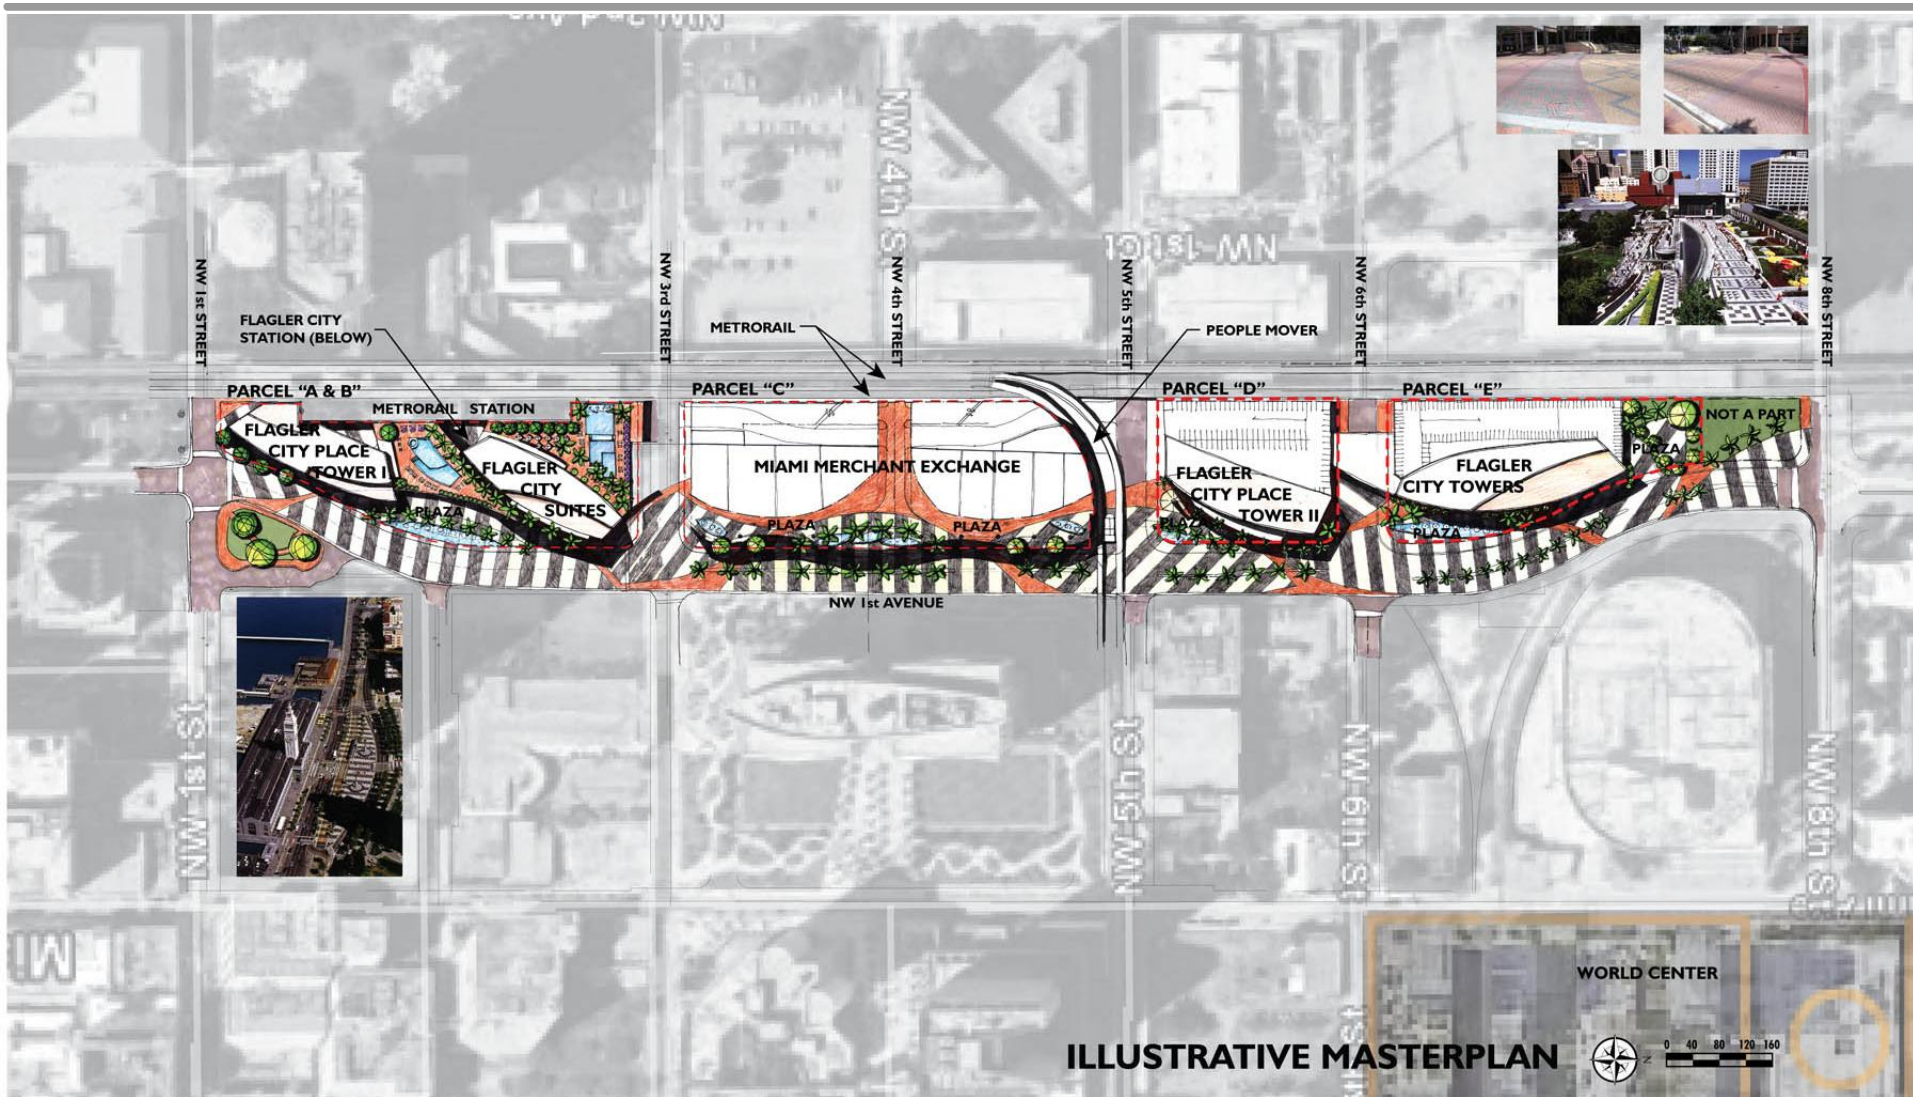 NW 2nd Ave
NW 4th St
NW 1st Ct
NW 1st STREET
NW 3rd STREET
NW 4th STREET
NW 5th STREET
NW 6th STREET
NW 8th STREET
FLAGLER CITY
STATION (BELOW)
METRORAIL
PEOPLE MOVER
PARCEL “A & B”
PARCEL “C”
PARCEL “D”
PARCEL “E”
METRORAIL STATION
NOT A PART
FLAGLER
CITY PLACE
TOWER I
FLAGLER
CITY
SUITES
MIAMI MERCHANT EXCHANGE
FLAGLER
CITY PLACE
TOWER II
FLAGLER
CITY TOWERS
PLAZA
PLAZA
PLAZA
PLAZA
PLAZA
PLAZA
NW 1st AVENUE
NW 1st St
NW 5th St
NW 6th St
NW 8th St
WORLD CENTER
ILLUSTRATIVE MASTERPLAN
N
0 40 80 120 160